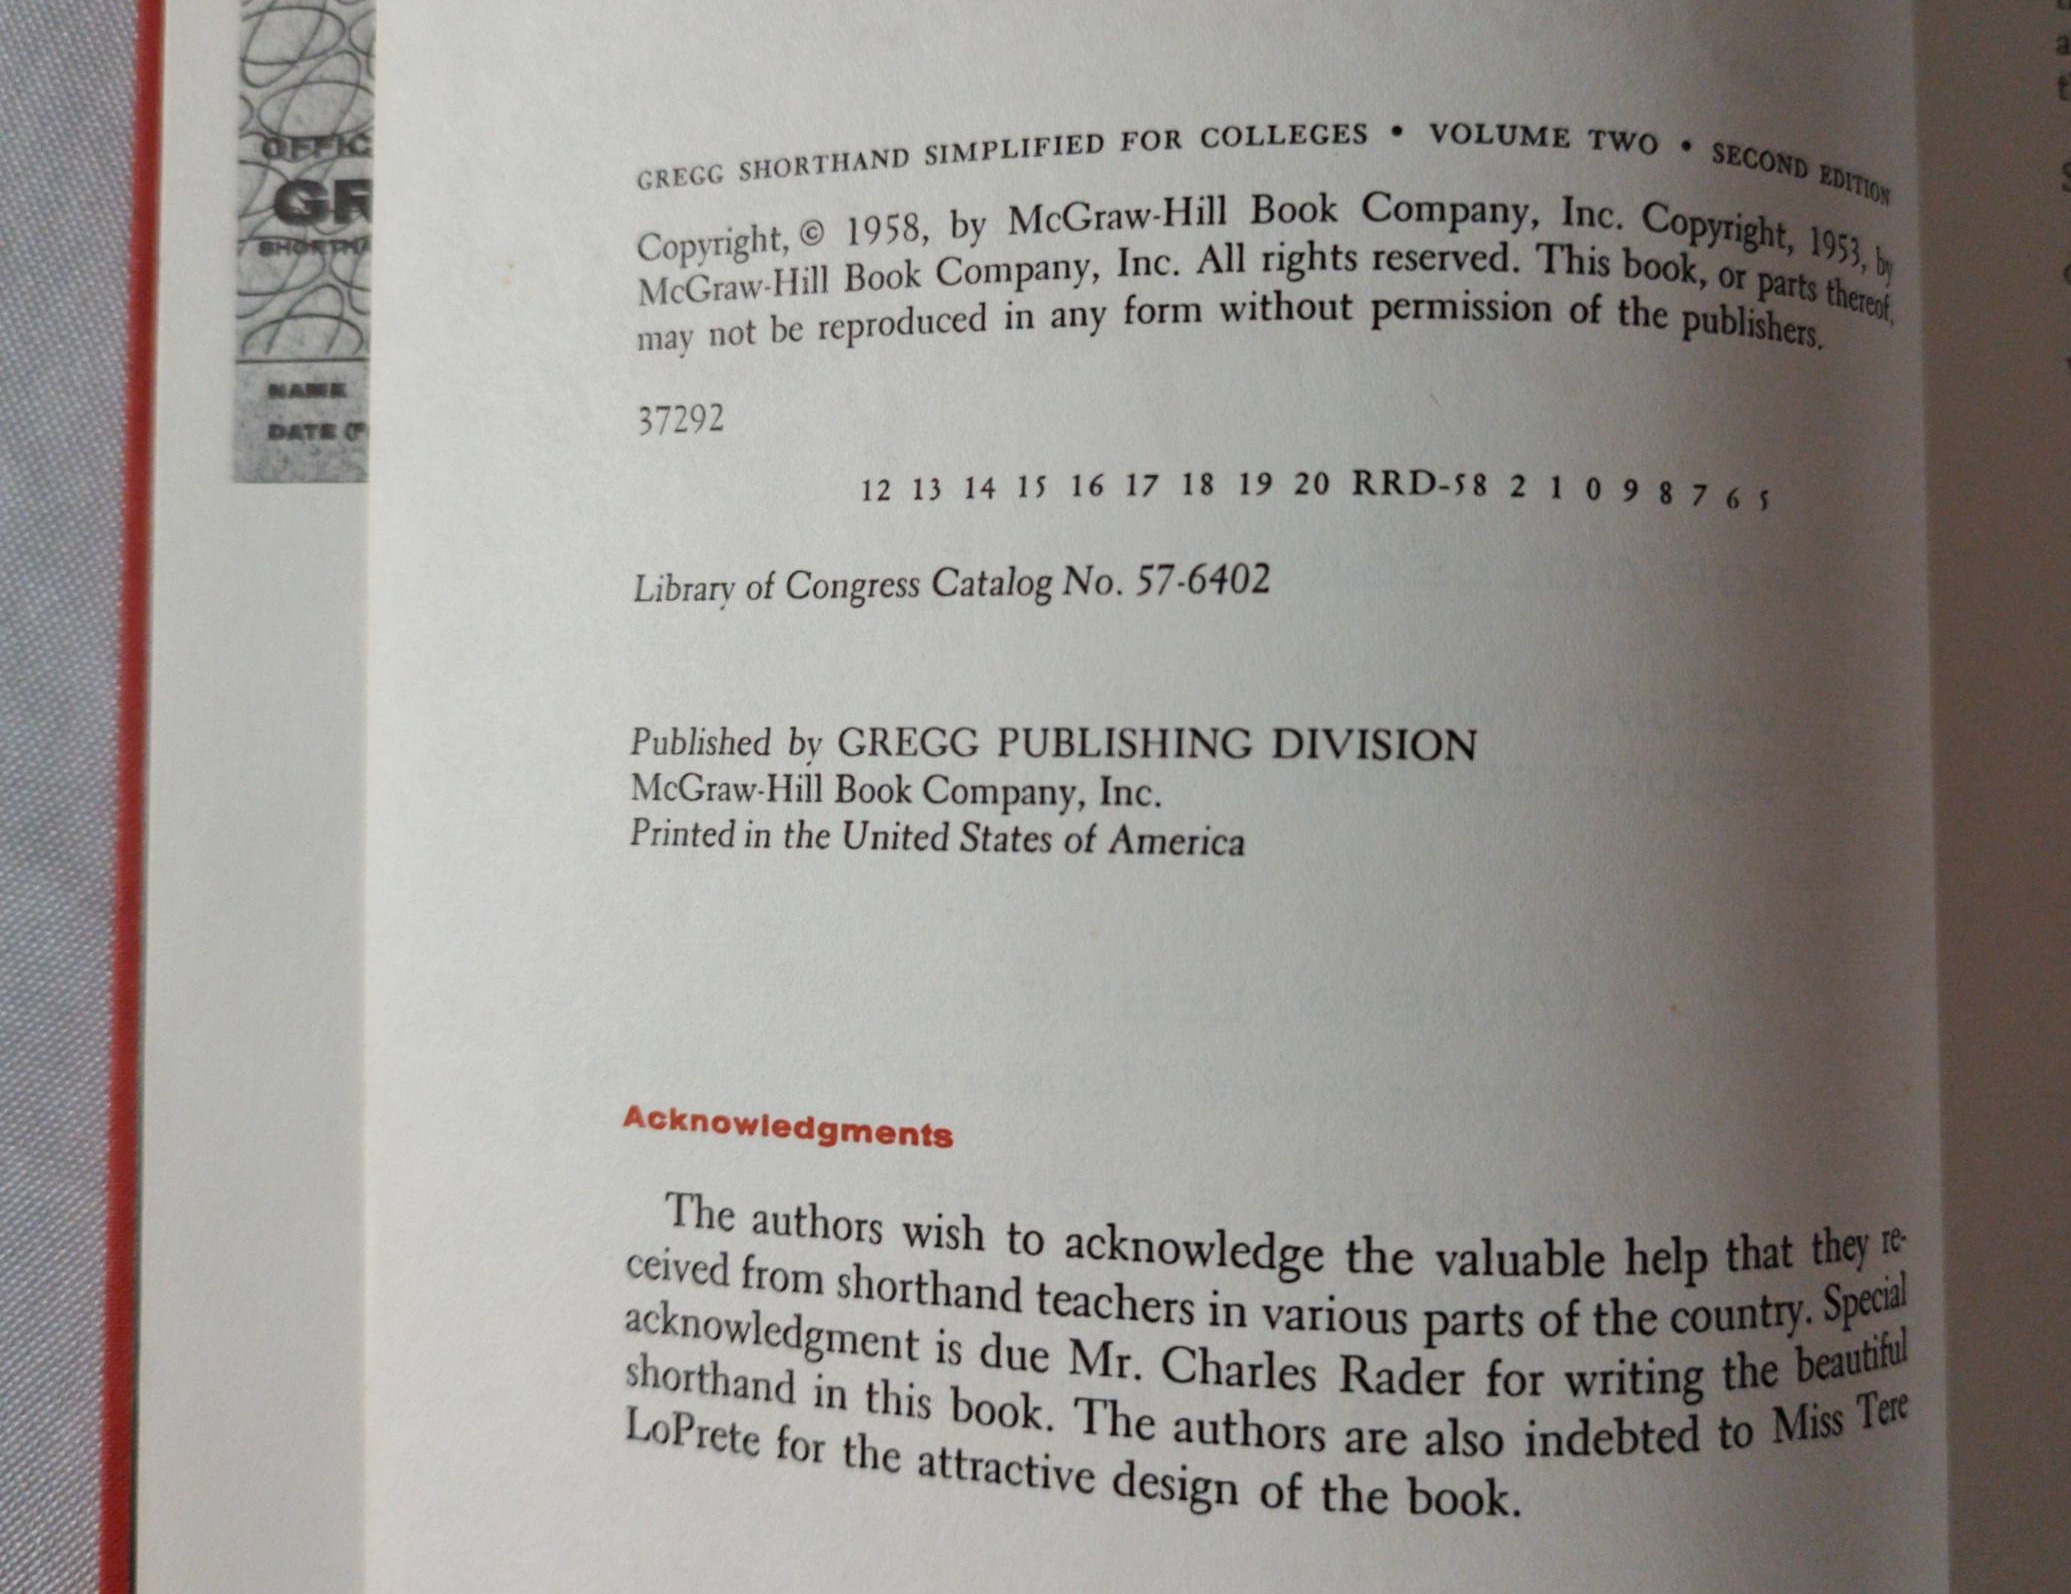 OFFIC
GR
SHORTHA
NAME
DATE (F
GREGG SHORTHAND SIMPLIFIED FOR COLLEGES • VOLUME TWO • SECOND EDITION
Copyright, © 1958, by McGraw-Hill Book Company, Inc. Copyright, 1953, by
McGraw-Hill Book Company, Inc. All rights reserved. This book, or parts thereof,
may not be reproduced in any form without permission of the publishers.
37292
12 13 14 15 16 17 18 19 20 RRD-58 2 1 0 9 8 7 6 5
Library of Congress Catalog No. 57-6402
Published by GREGG PUBLISHING DIVISION
McGraw-Hill Book Company, Inc.
Printed in the United States of America
Acknowledgments
The authors wish to acknowledge the valuable help that they re-
ceived from shorthand teachers in various parts of the country. Special
acknowledgment is due Mr. Charles Rader for writing the beautiful
shorthand in this book. The authors are also indebted to Miss Tere
LoPrete for the attractive design of the book.